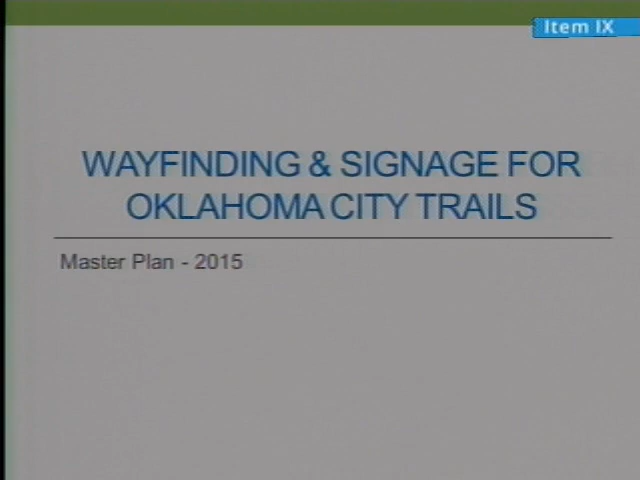 Item IX
WAYFINDING & SIGNAGE FOR
OKLAHOMA CITY TRAILS
Master Plan - 2015